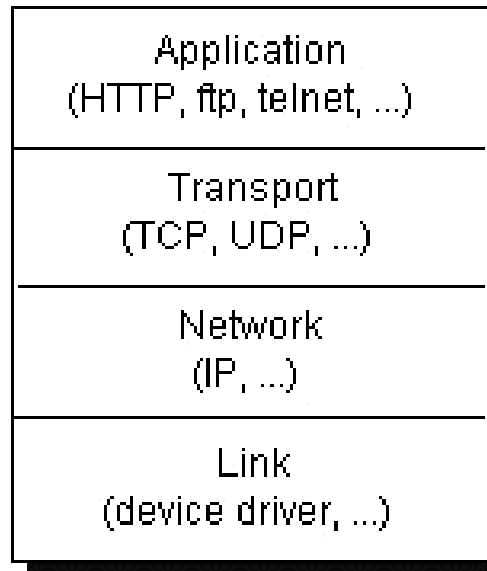 Application
(HTTP, ftp, telnet, ...)
Transport
(TCP, UDP, ...)
Network
(IP, ...)
Link
(device driver, ...)